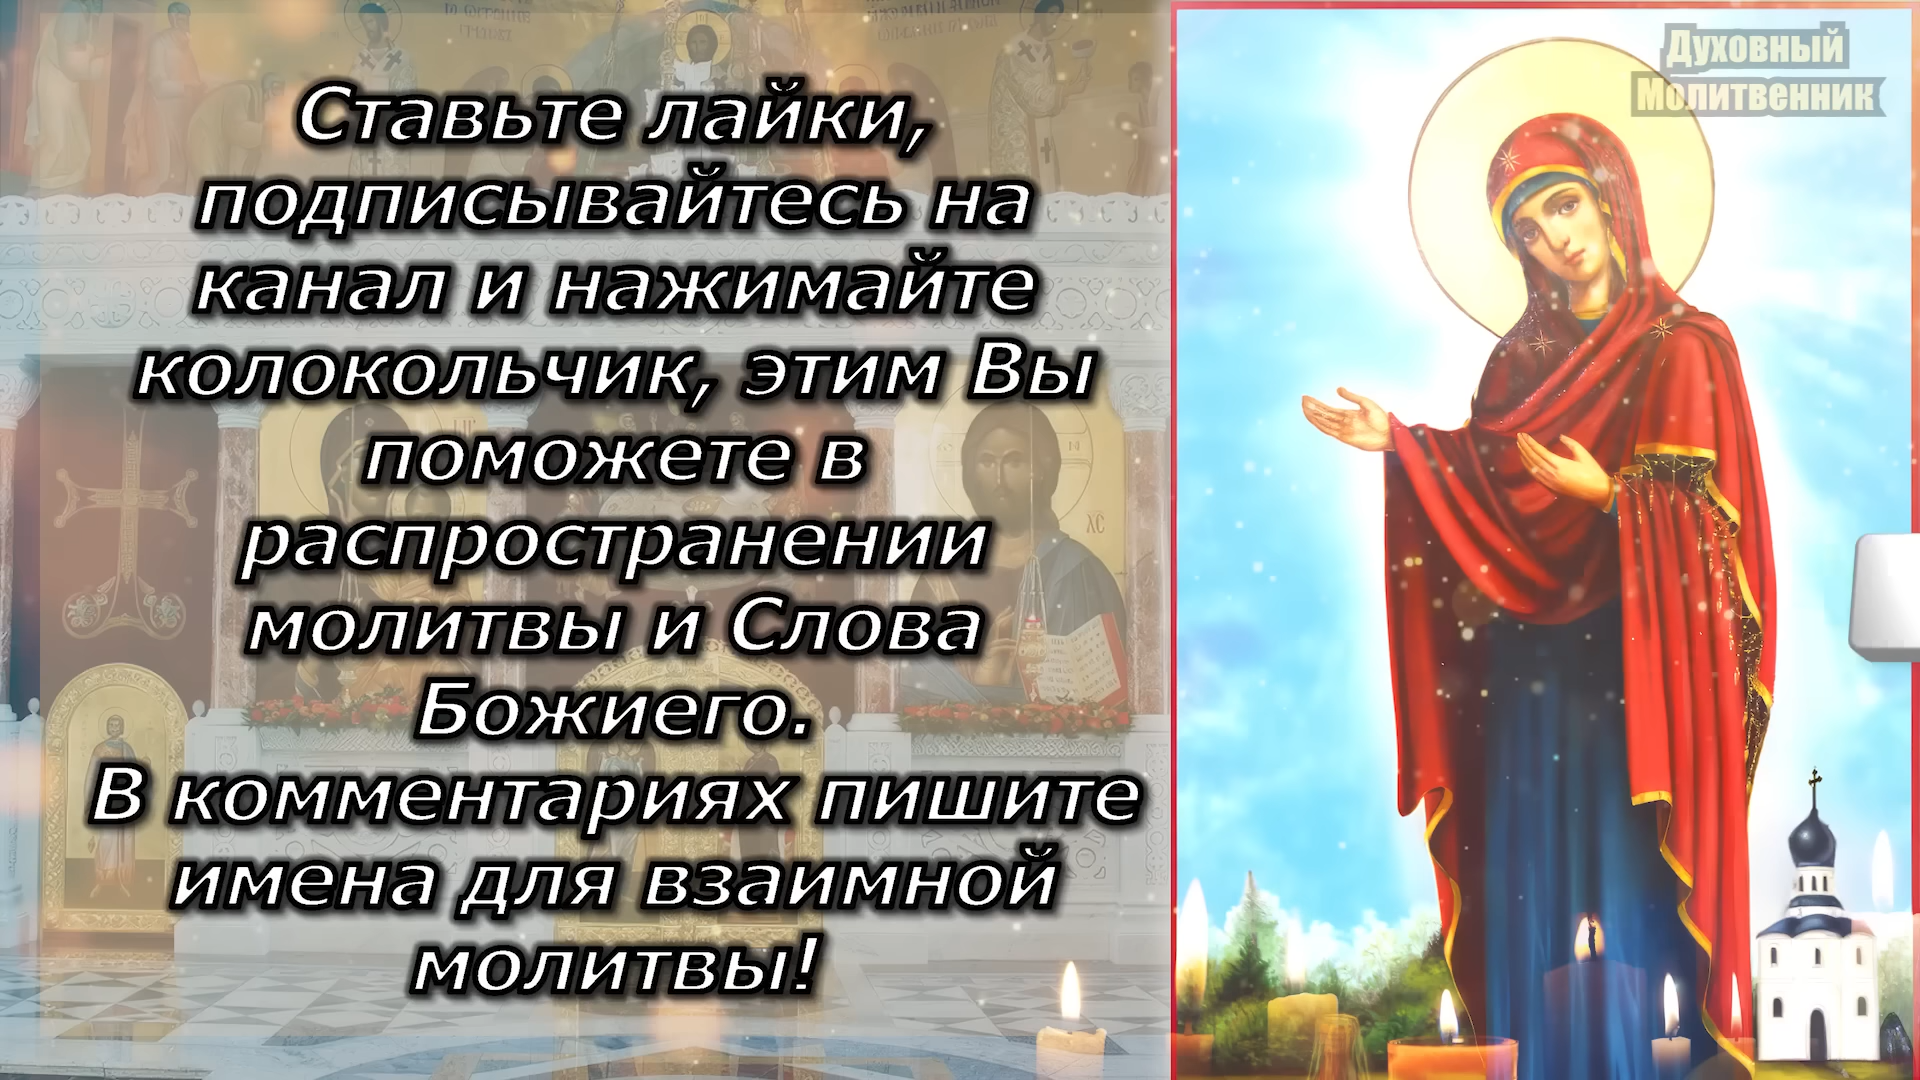 Ставьте лайки,
подписывайтесь на
канал и нажимайте
колокольчик, этим Вы
поможете в
распространении
молитвы и Слова
Божиего.
В комментариях пишите
имена для взаимной
молитвы!
Духовный
Молитвенник
ХС